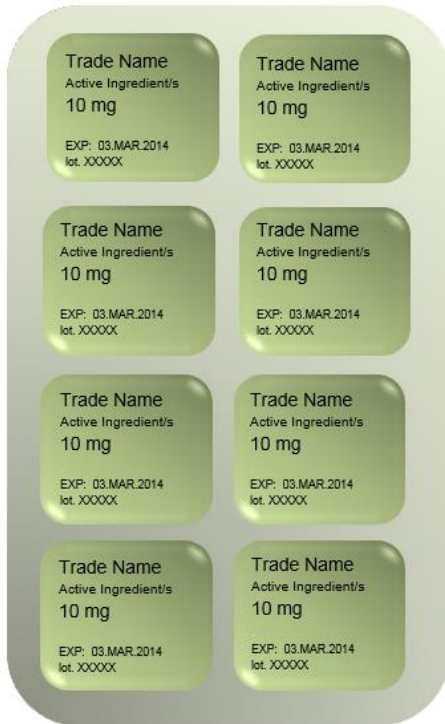 Trade Name
Active Ingredient/s
10 mg
EXP: 03.MAR.2014
lot. XXXXX
Trade Name
Active Ingredient/s
10 mg
EXP: 03.MAR.2014
lot. XXXXX
Trade Name
Active Ingredient/s
10 mg
EXP: 03.MAR.2014
lot. XXXXX
Trade Name
Active Ingredient/s
10 mg
EXP: 03.MAR.2014
lot. XXXXX
Trade Name
Active Ingredient/s
10 mg
EXP: 03.MAR.2014
lot. XXXXX
Trade Name
Active Ingredient/s
10 mg
EXP: 03.MAR.2014
lot. XXXXX
Trade Name
Active Ingredient/s
10 mg
EXP: 03.MAR.2014
lot. XXXXX
Trade Name
Active Ingredient/s
10 mg
EXP: 03.MAR.2014
lot. XXXXX